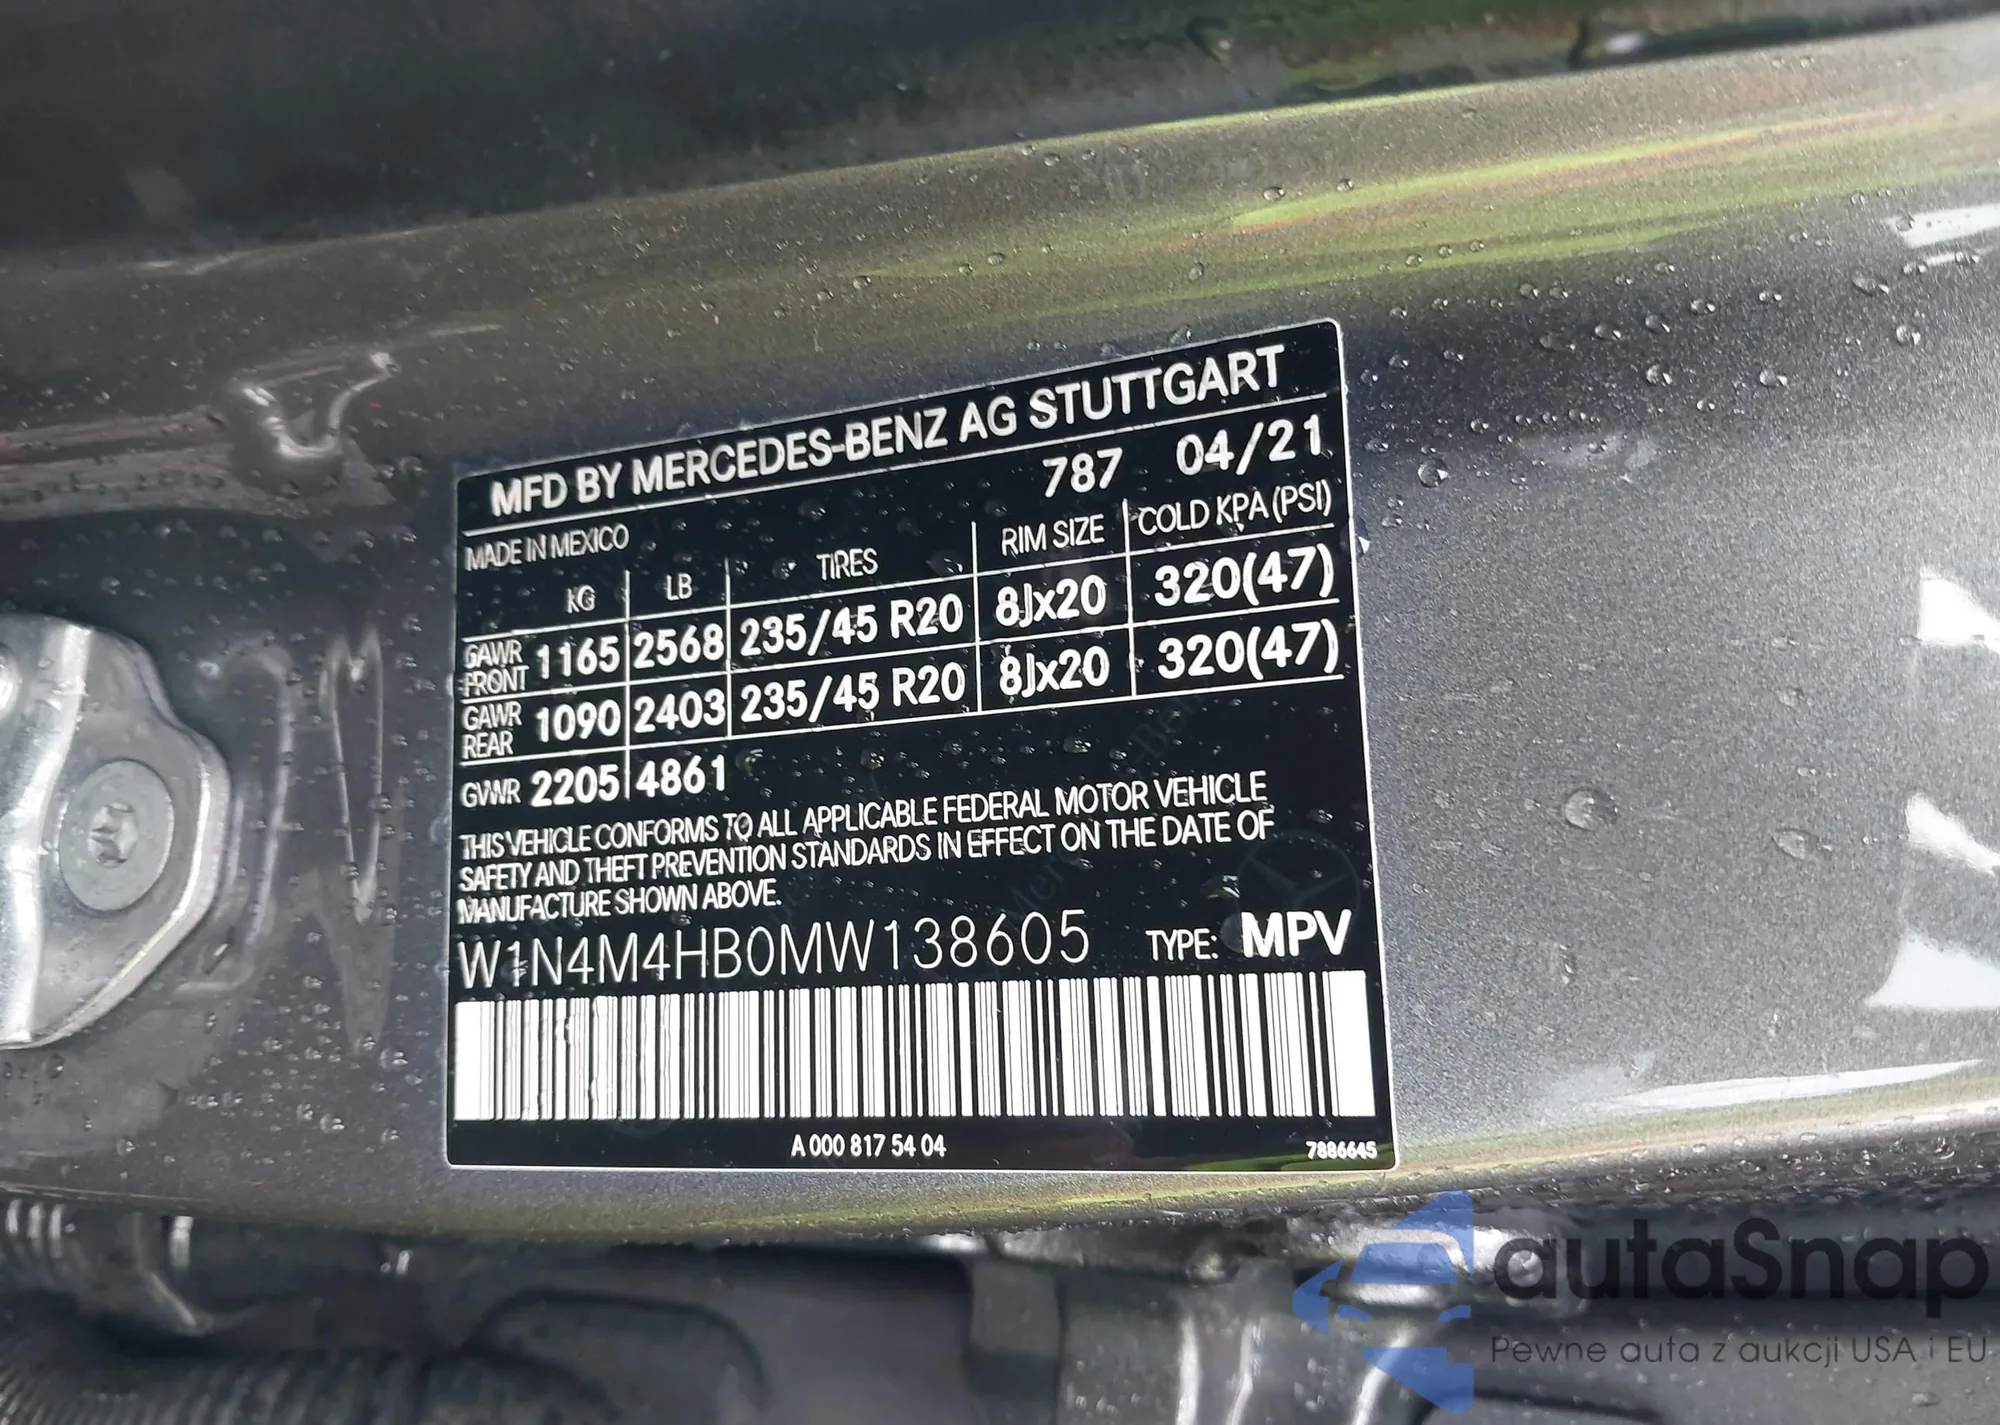 MFD BY MERCEDES-BENZ AG STUTTGART
787 04/21
MADE IN MEXICO
KG LB TIRES RIM SIZE COLD KPA (PSI)
GAWR FRONT 1165 2568 235/45 R20 8Jx20 320(47)
GAWR REAR 1090 2403 235/45 R20 8Jx20 320(47)
GVWR 2205 4861
THIS VEHICLE CONFORMS TO ALL APPLICABLE FEDERAL MOTOR VEHICLE
SAFETY AND THEFT PREVENTION STANDARDS IN EFFECT ON THE DATE OF
MANUFACTURE SHOWN ABOVE.
W1N4M4HB0MW138605 TYPE: MPV
A 000 817 54 04 7886645
autaSnap
Pewne auta z aukcji USA i EU